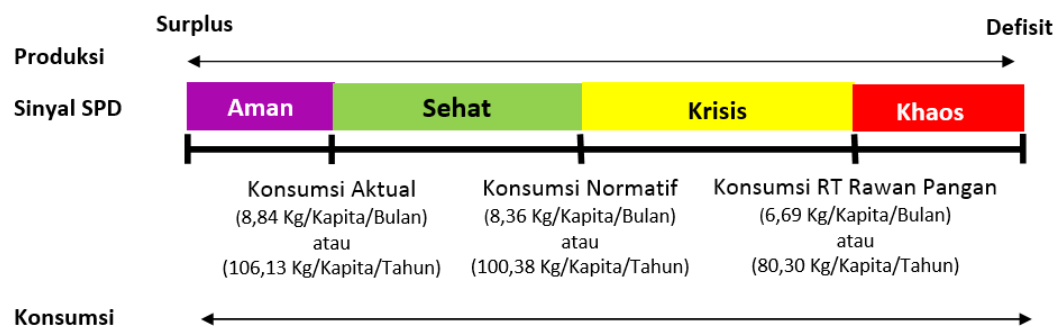 Surplus
Defisit
Produksi
Sinyal SPD
Aman
Sehat
Krisis
Khaos
Konsumsi Aktual
(8,84 Kg/Kapita/Bulan)
atau
(106,13 Kg/Kapita/Tahun)
Konsumsi Normatif
(8,36 Kg/Kapita/Bulan)
atau
(100,38 Kg/Kapita/Tahun)
Konsumsi RT Rawan Pangan
(6,69 Kg/Kapita/Bulan)
atau
(80,30 Kg/Kapita/Tahun)
Konsumsi